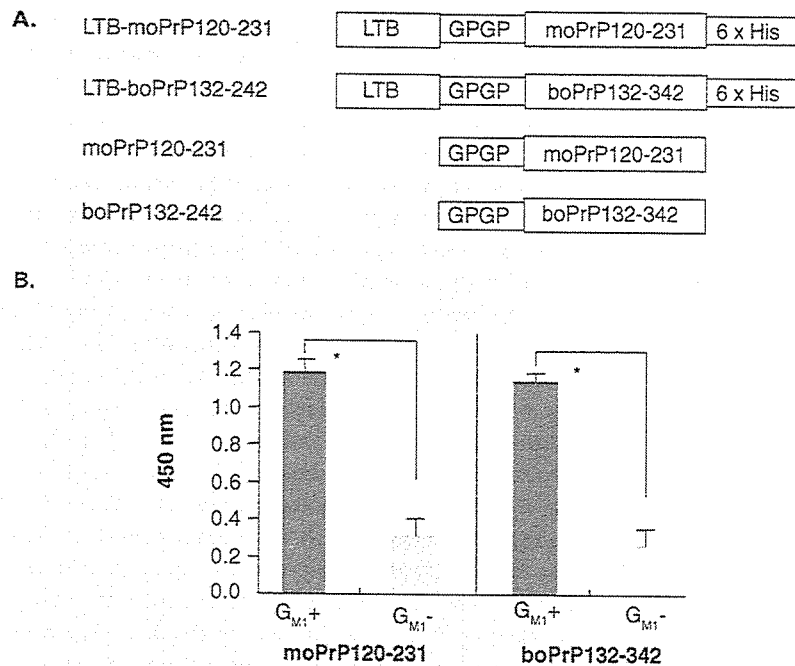 A.
LTB-moPrP120-231 LTB GPGP moPrP120-231 6 x His
LTB-boPrP132-242 LTB GPGP boPrP132-342 6 x His
moPrP120-231 GPGP moPrP120-231
boPrP132-242 GPGP boPrP132-342
B.
450 nm
1.4
1.2
1.0
0.8
0.6
0.4
0.2
0.0
* *
GM1+ GM1- GM1+ GM1-
moPrP120-231 boPrP132-342